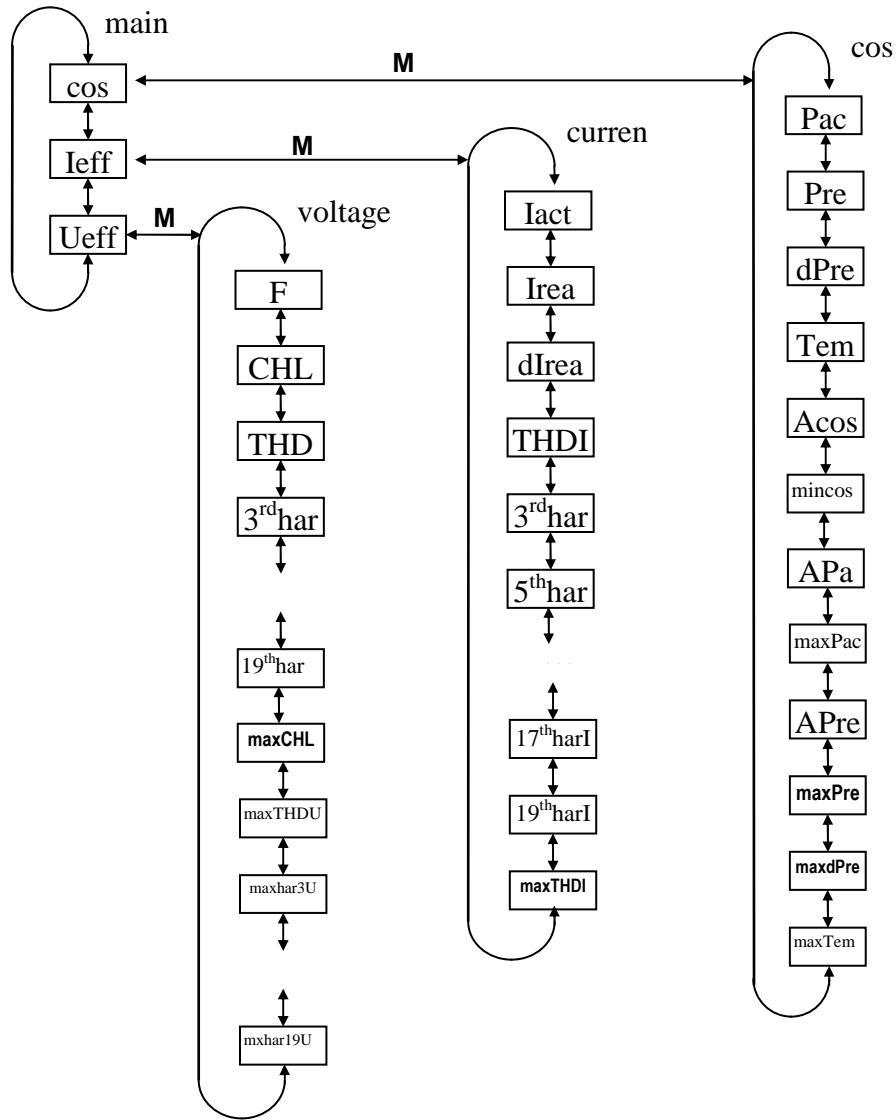 main
cos
Ieff
Ueff
M
M
M
voltage
F
CHL
THD
3rdhar
19thhar
maxCHL
maxTHDU
maxhar3U
mxhar19U
curren
Iact
Irea
dIrea
THDI
3rdhar
5thhar
17thharI
19thharI
maxTHDI
cos
Pac
Pre
dPre
Tem
Acos
mincos
APa
maxPac
APre
maxPre
maxdPre
maxTem